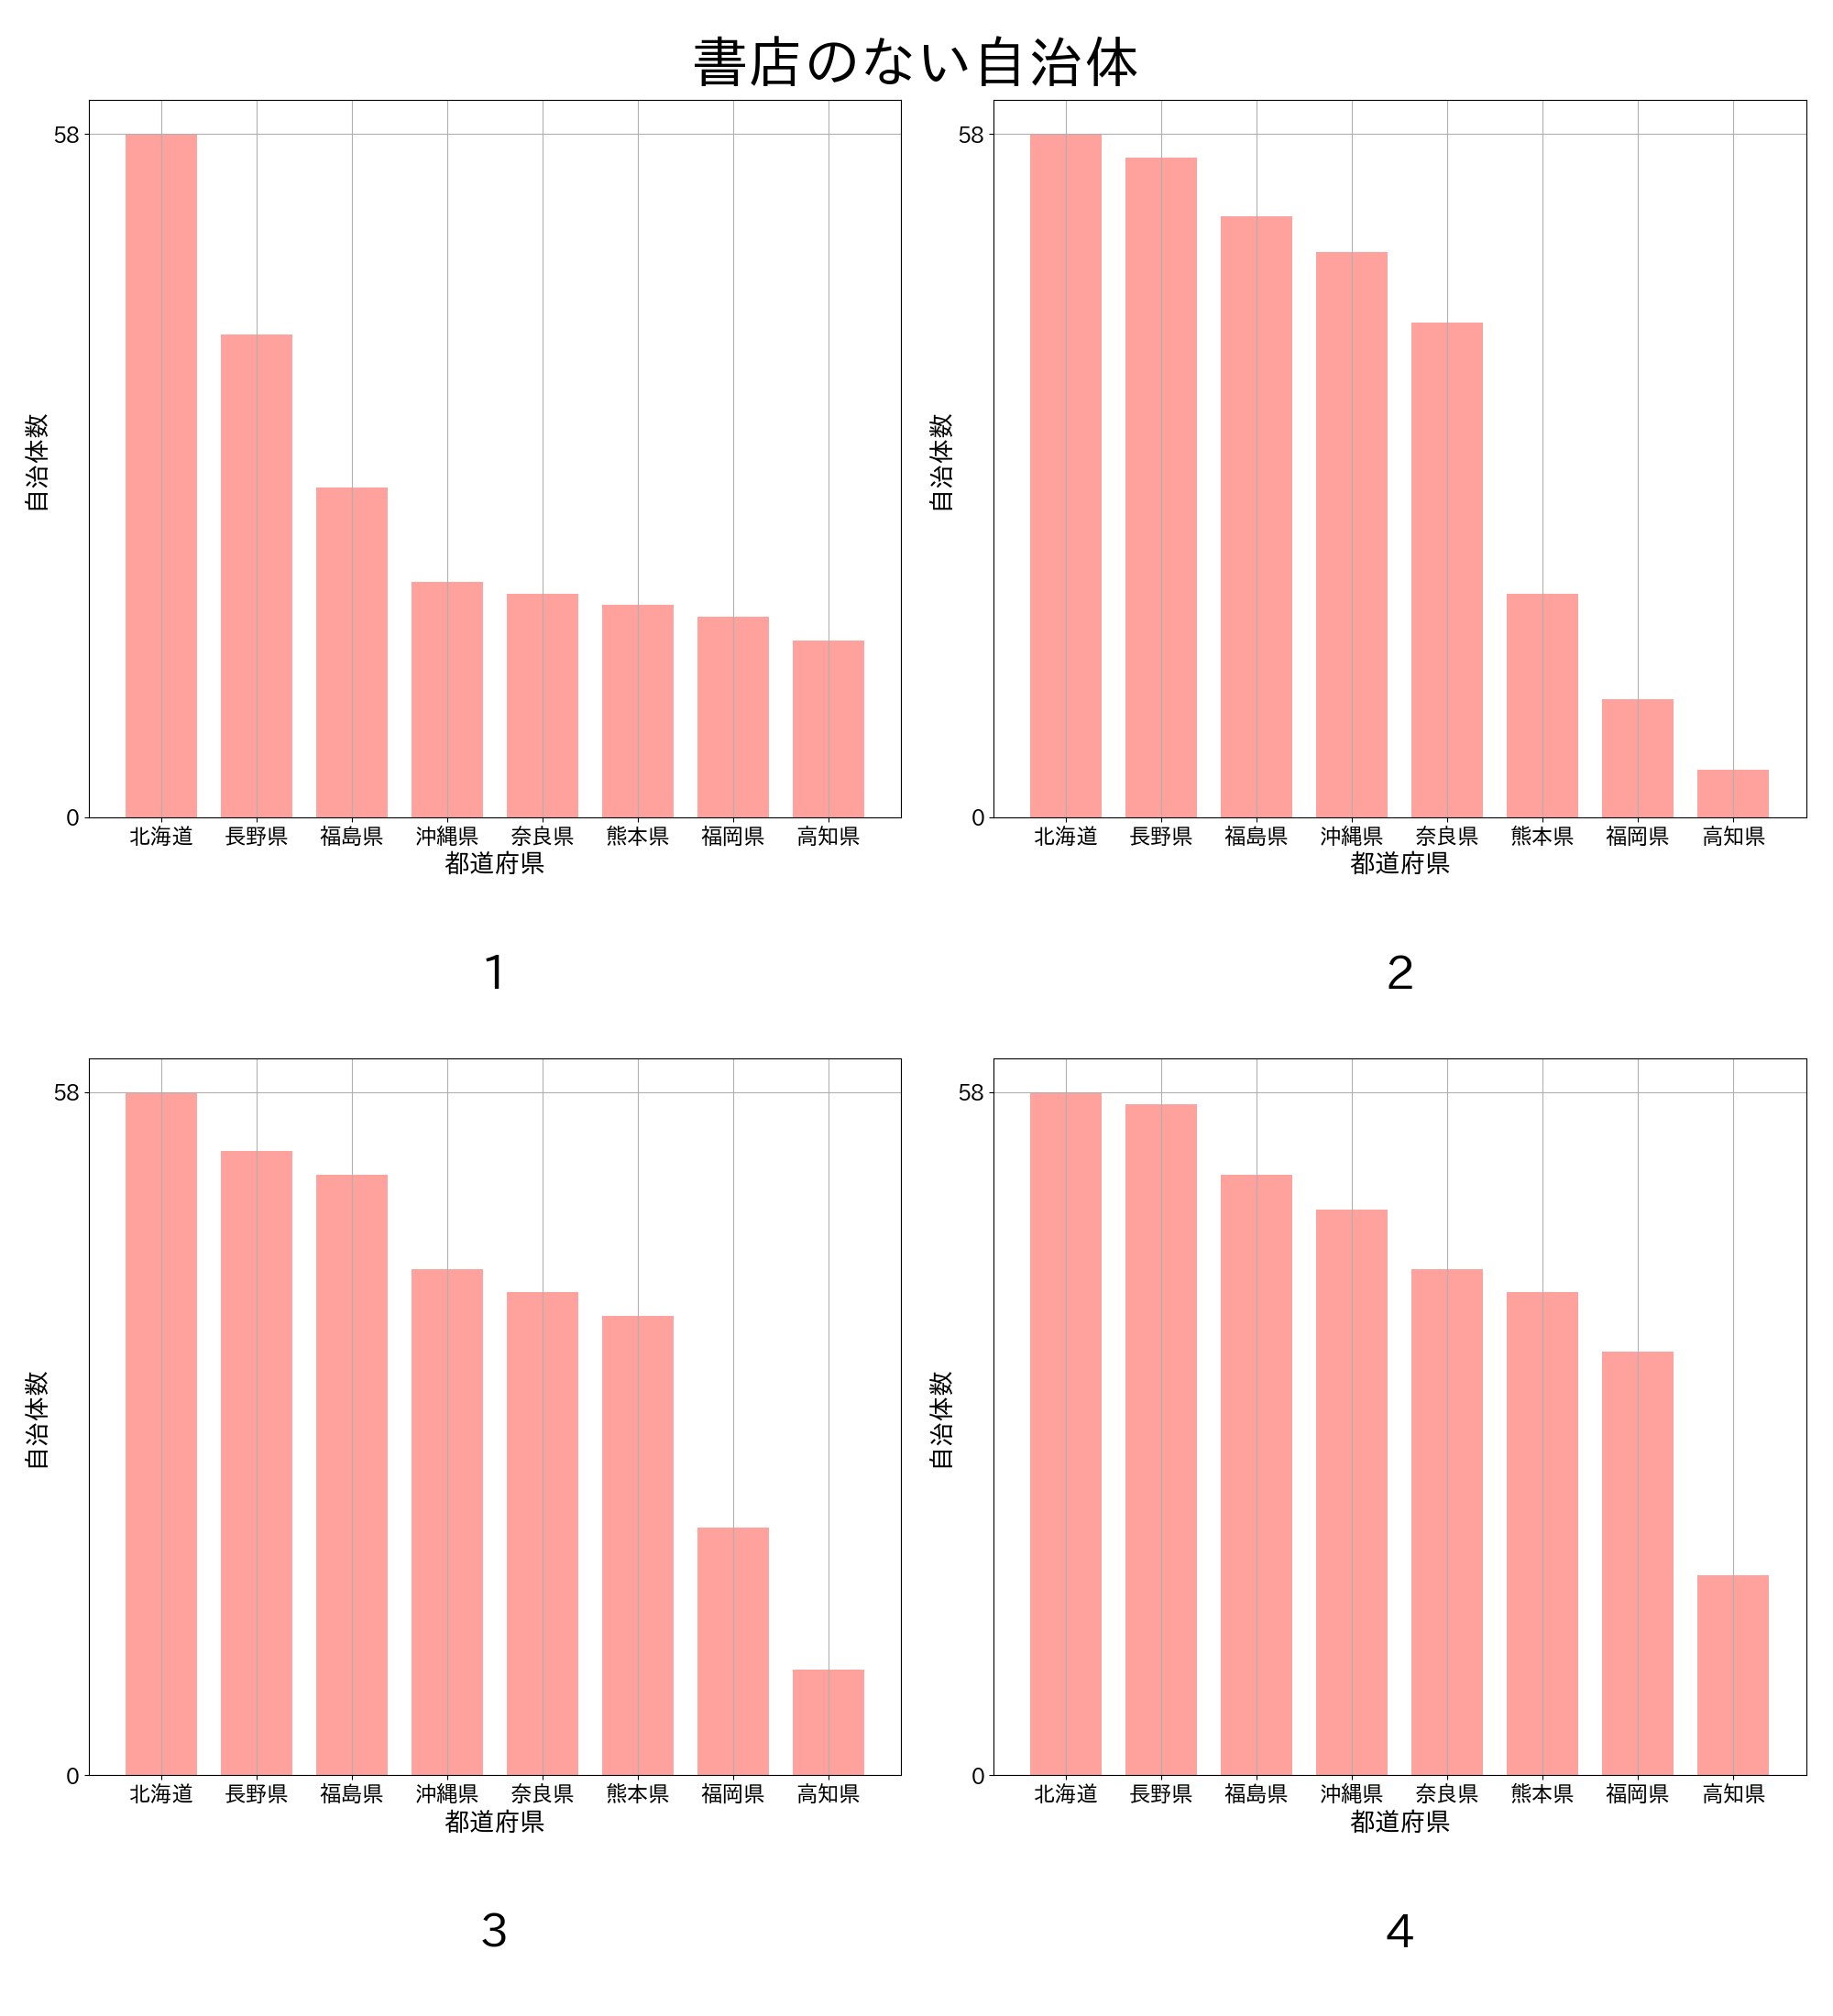 書店のない自治体
58
0
自治体数
北海道 長野県 福島県 沖縄県 奈良県 熊本県 福岡県 高知県
都道府県
1
58
0
自治体数
北海道 長野県 福島県 沖縄県 奈良県 熊本県 福岡県 高知県
都道府県
2
58
0
自治体数
北海道 長野県 福島県 沖縄県 奈良県 熊本県 福岡県 高知県
都道府県
3
58
0
自治体数
北海道 長野県 福島県 沖縄県 奈良県 熊本県 福岡県 高知県
都道府県
4